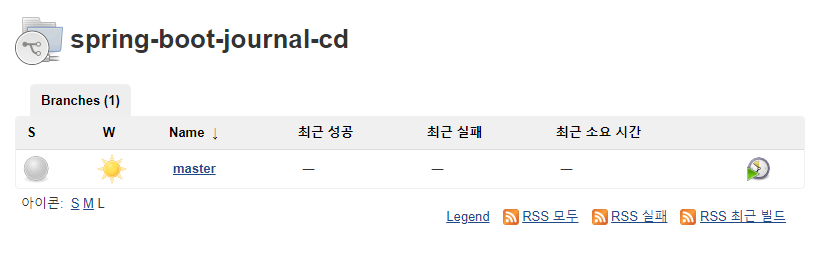 spring-boot-journal-cd
Branches (1)
S W Name ↓ 최근 성공 최근 실패 최근 소요 시간
master — — —
아이콘: S M L
Legend RSS 모두 RSS 실패 RSS 최근 빌드